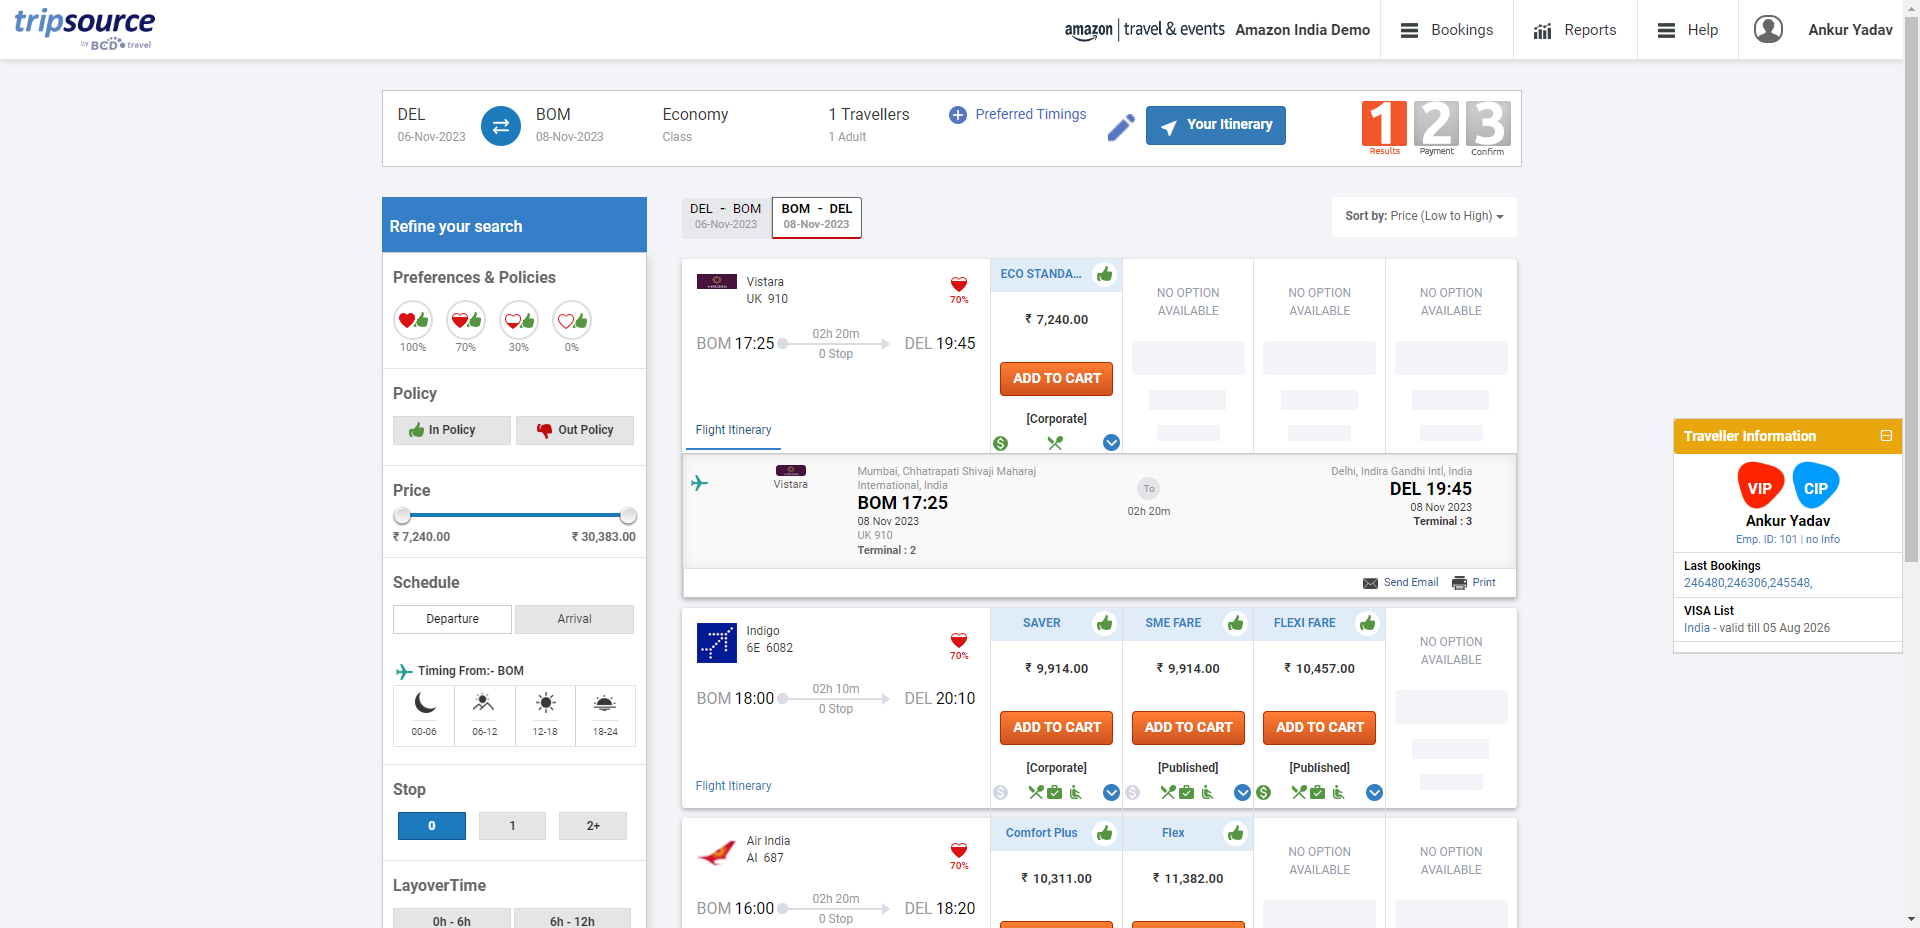 tripsource
by BCD travel
amazon | travel & events
Amazon India Demo
Bookings
Reports
Help
Ankur Yadav
DEL
06-Nov-2023
BOM
08-Nov-2023
Economy
Class
1 Travellers
1 Adult
Preferred Timings
Your Itinerary
1 2 3
Results Payment Confirm
Refine your search
Preferences & Policies
100% 70% 30% 0%
Policy
In Policy Out Policy
Price
₹ 7,240.00 ₹ 30,383.00
Schedule
Departure Arrival
Timing From:- BOM
00-06 06-12 12-18 18-24
Stop
0 1 2+
LayoverTime
0h - 6h 6h - 12h
DEL - BOM
06-Nov-2023
BOM - DEL
08-Nov-2023
Sort by: Price (Low to High)
Vistara
UK 910
70%
BOM 17:25
02h 20m
0 Stop
DEL 19:45
Flight Itinerary
ECO STANDA...
₹ 7,240.00
ADD TO CART
[Corporate]
NO OPTION
AVAILABLE
NO OPTION
AVAILABLE
NO OPTION
AVAILABLE
Vistara
Mumbai, Chhatrapati Shivaji Maharaj
International, India
BOM 17:25
08 Nov 2023
UK 910
Terminal : 2
To
02h 20m
Delhi, Indira Gandhi Intl, India
DEL 19:45
08 Nov 2023
Terminal : 3
Send Email
Print
Indigo
6E 6082
70%
BOM 18:00
02h 10m
0 Stop
DEL 20:10
Flight Itinerary
SAVER
₹ 9,914.00
ADD TO CART
[Corporate]
SME FARE
₹ 9,914.00
ADD TO CART
[Published]
FLEXI FARE
₹ 10,457.00
ADD TO CART
[Published]
NO OPTION
AVAILABLE
Air India
AI 687
70%
BOM 16:00
02h 20m
0 Stop
DEL 18:20
Comfort Plus
₹ 10,311.00
Flex
₹ 11,382.00
NO OPTION
AVAILABLE
NO OPTION
AVAILABLE
Traveller Information
VIP CIP
Ankur Yadav
Emp. ID: 101 | no Info
Last Bookings
246480,246306,245548,
VISA List
India - valid till 05 Aug 2026